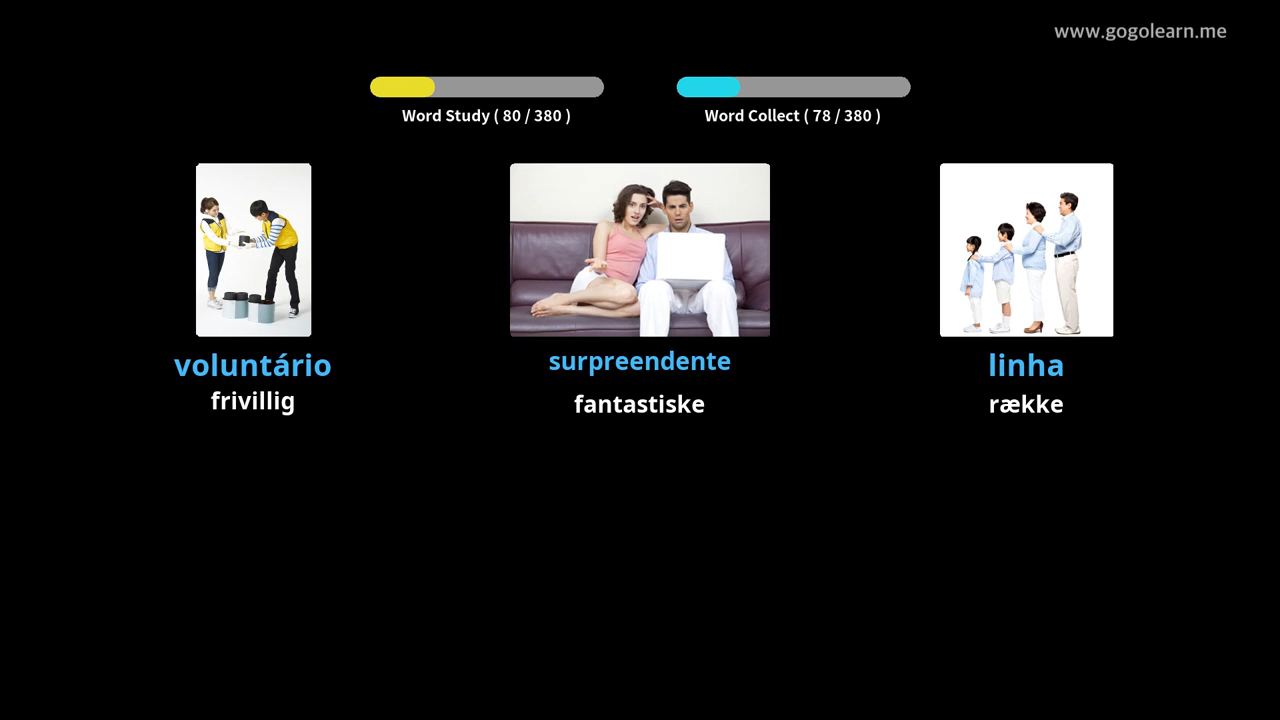 www.gogolearn.me
Word Study ( 80 / 380 )
Word Collect ( 78 / 380 )
voluntário
frivillig
surpreendente
fantastiske
linha
række